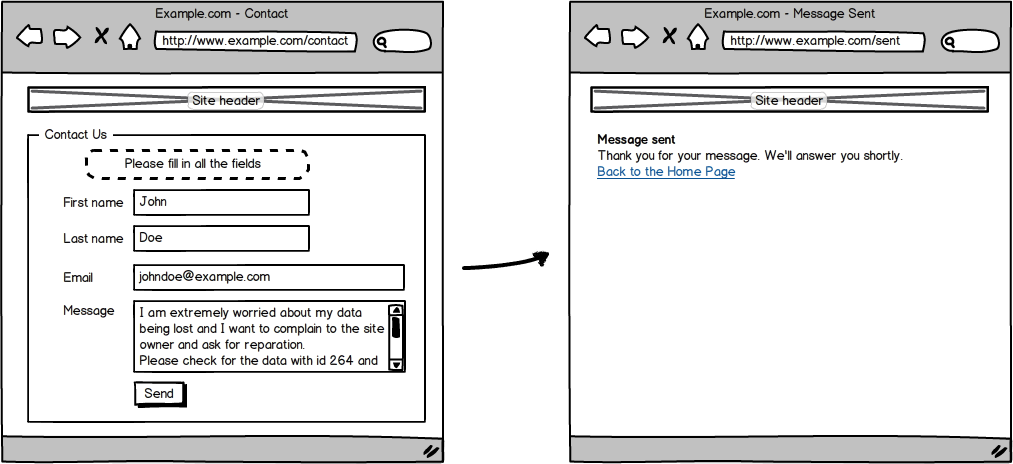 Example.com - Contact
http://www.example.com/contact
Site header
Contact Us
Please fill in all the fields
First name
John
Last name
Doe
Email
johndoe@example.com
Message
I am extremely worried about my data
being lost and I want to complain to the site
owner and ask for reparation.
Please check for the data with id 264 and
Send
Example.com - Message Sent
http://www.example.com/sent
Site header
Message sent
Thank you for your message. We'll answer you shortly.
Back to the Home Page